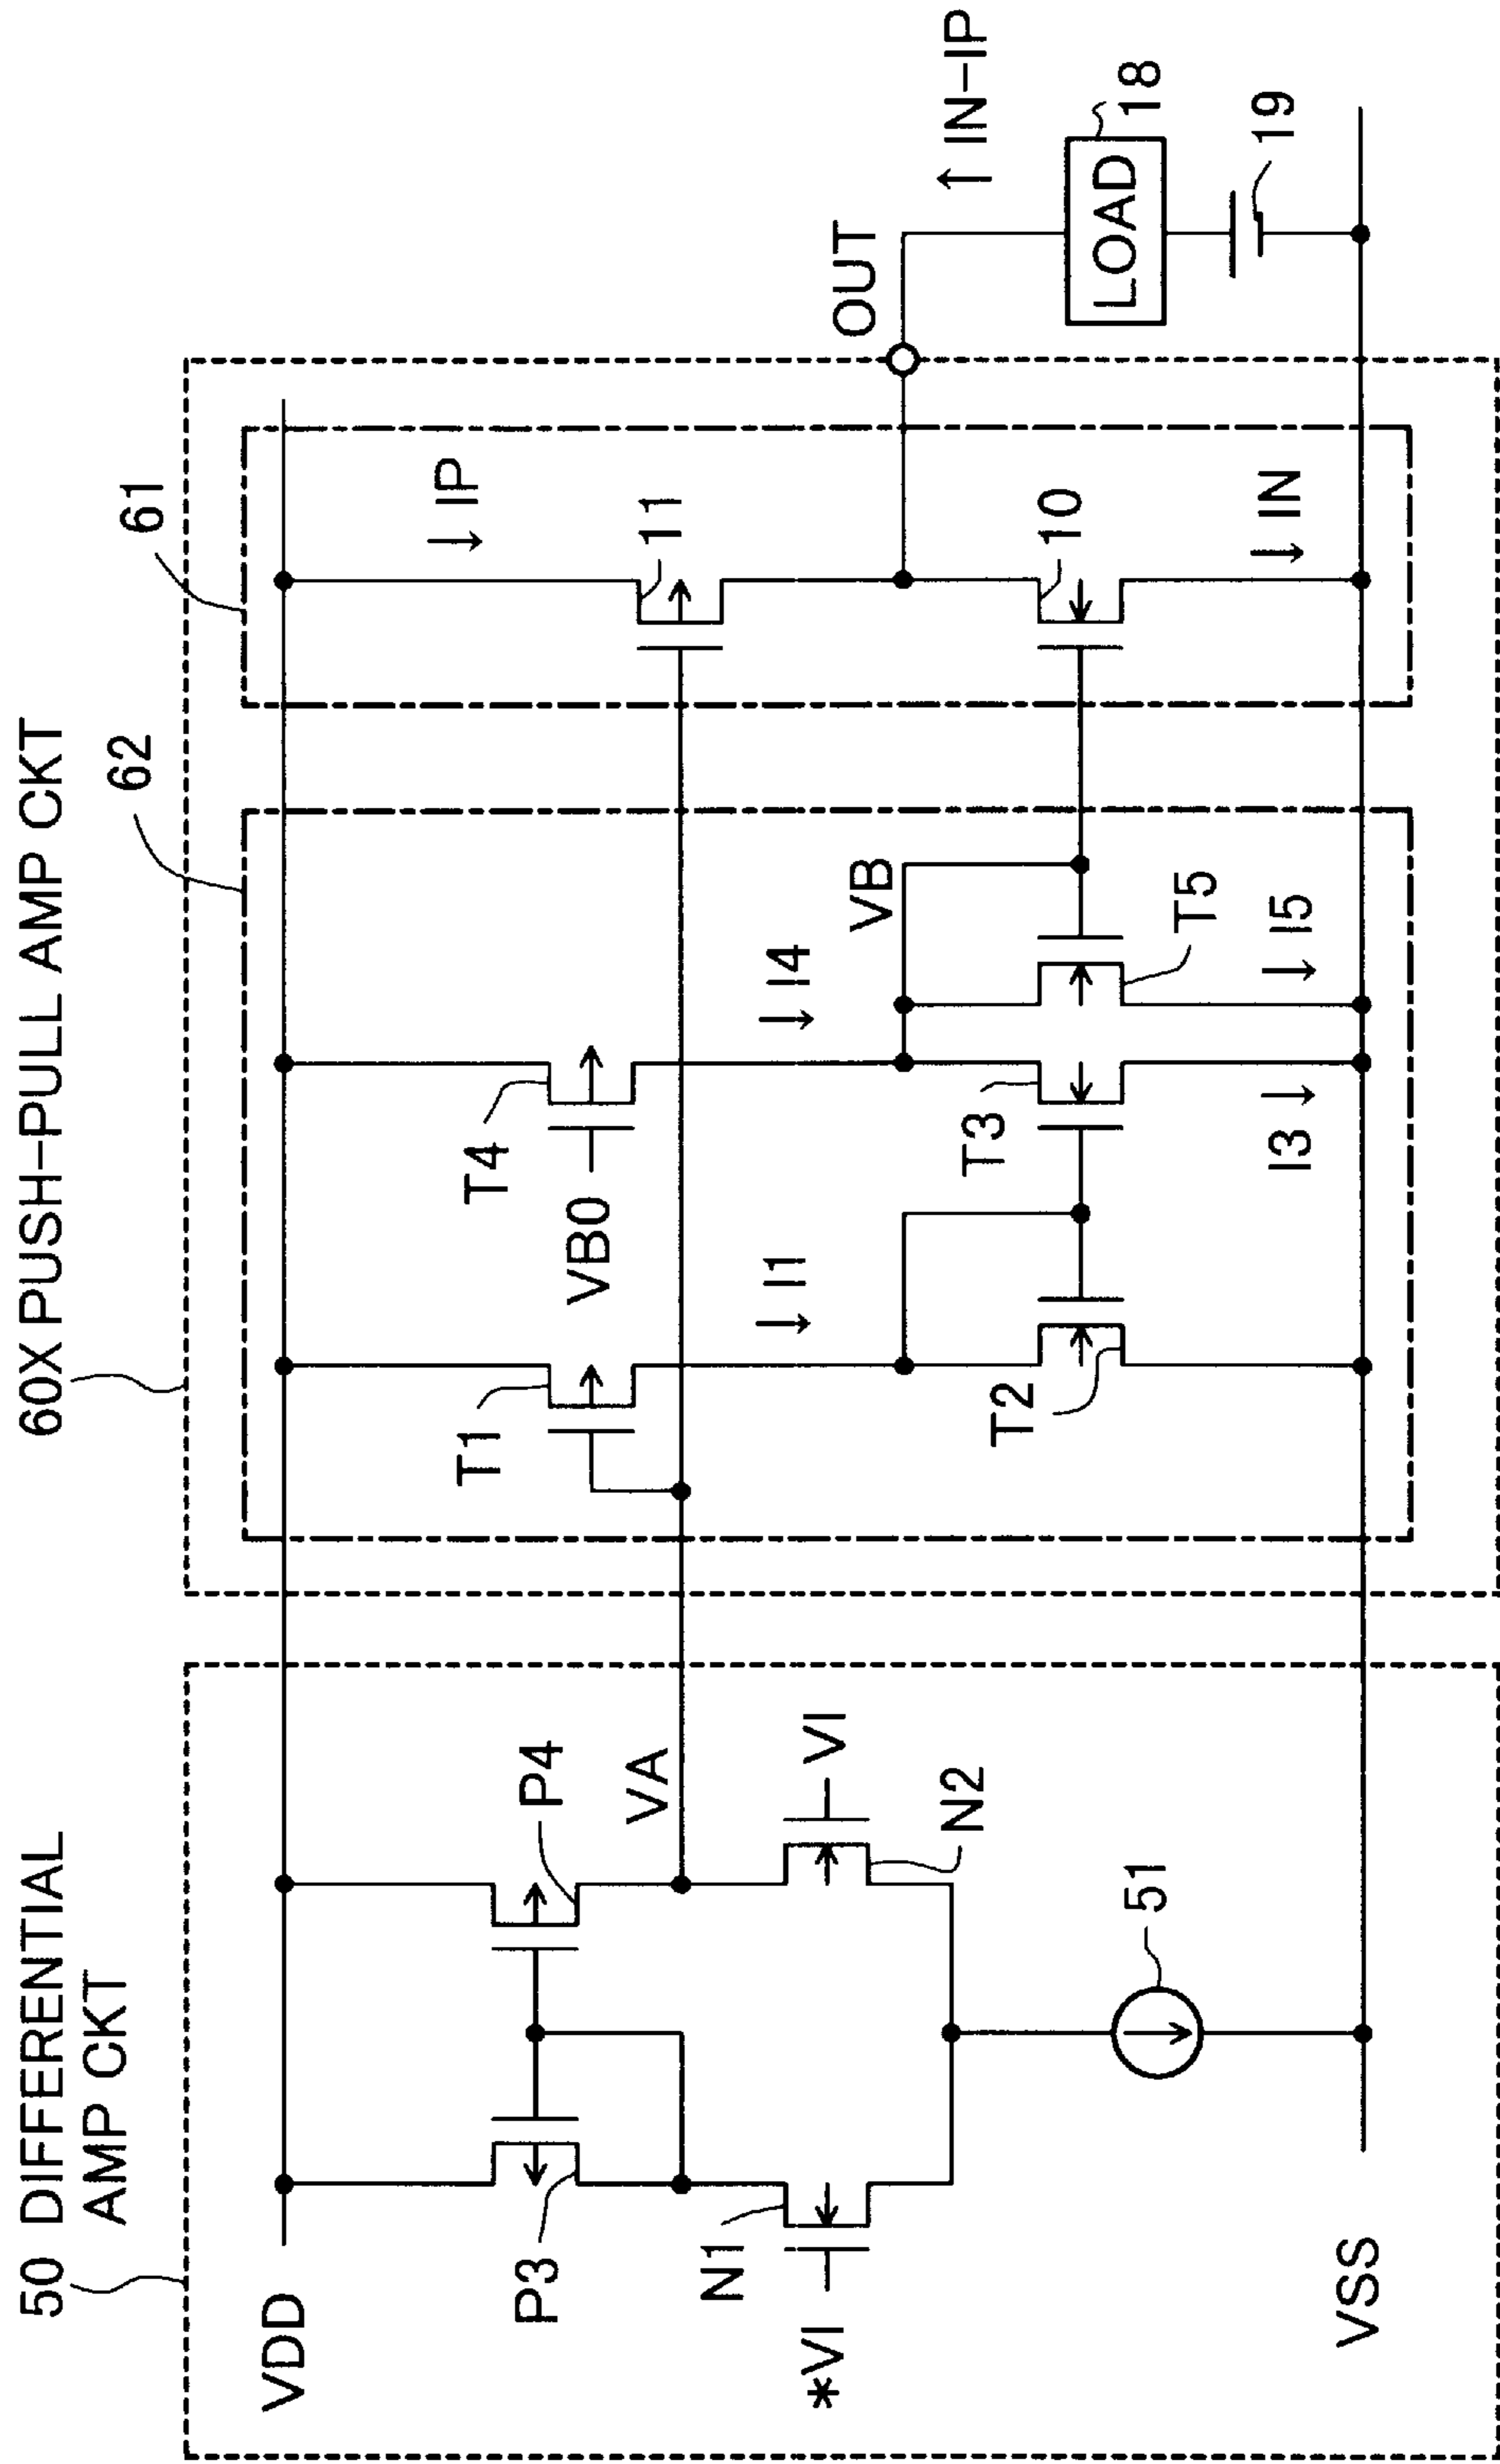 50 DIFFERENTIAL
AMP CKT
60X PUSH-PULL AMP CKT
62
61
VDD
P3
P4
VA
N1
N2
*VI
VI
51
VSS
T1
VB0
T4
I1
I4
VB
T2
T3
T5
I3
I5
IP
11
10
IN
OUT
IN-IP
LOAD
18
19